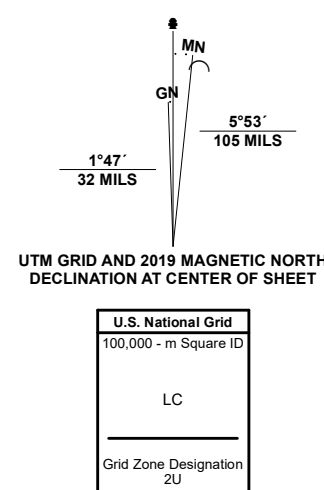 MN
GN
5°53´
105 MILS
1°47´
32 MILS
UTM GRID AND 2019 MAGNETIC NORTH
DECLINATION AT CENTER OF SHEET
U.S. National Grid
100,000 - m Square ID
LC
Grid Zone Designation
2U